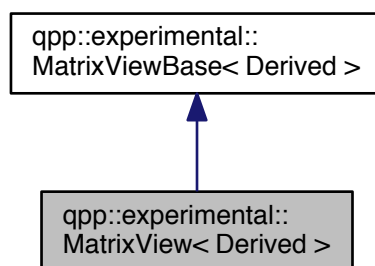 qpp::experimental::
MatrixViewBase< Derived >
qpp::experimental::
MatrixView< Derived >